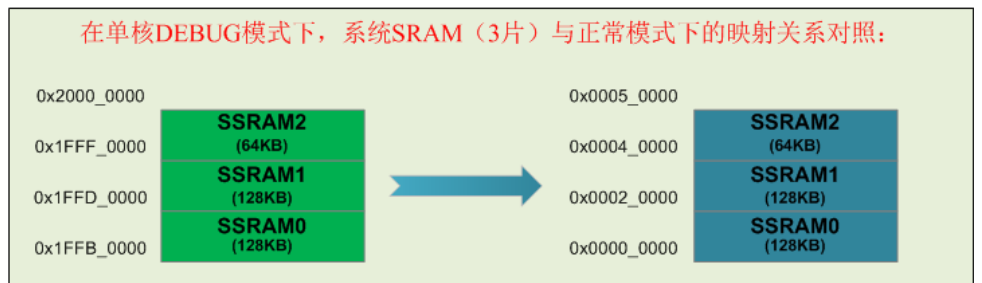 在单核DEBUG模式下，系统SRAM（3片）与正常模式下的映射关系对照：
0x2000_0000
0x1FFF_0000
0x1FFD_0000
0x1FFB_0000
SSRAM2
(64KB)
SSRAM1
(128KB)
SSRAM0
(128KB)
0x0005_0000
0x0004_0000
0x0002_0000
0x0000_0000
SSRAM2
(64KB)
SSRAM1
(128KB)
SSRAM0
(128KB)